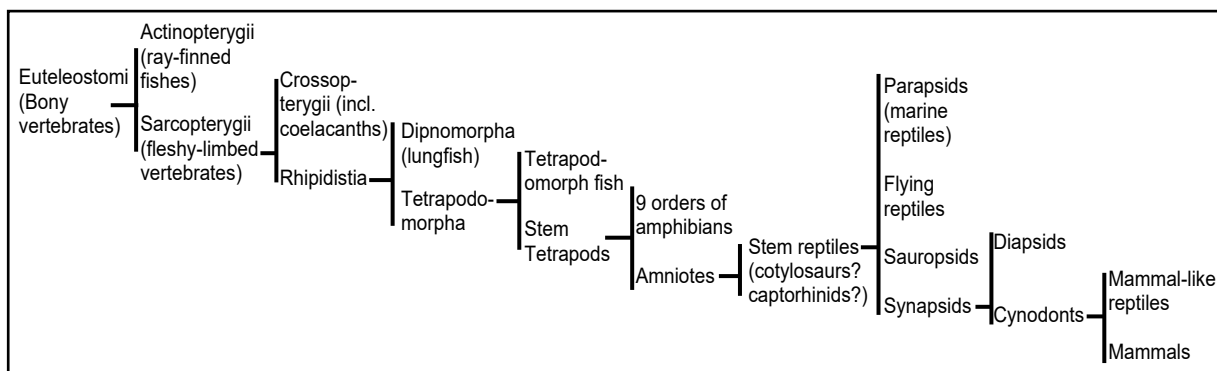 Euteleostomi
(Bony
vertebrates)
Actinopterygii
(ray-finned
fishes)
Sarcopterygii
(fleshy-limbed
vertebrates)
Crossop-
terygii (incl.
coelacanths)
Rhipidistia
Dipnomorpha
(lungfish)
Tetrapodo-
morpha
Tetrapod-
omorph fish
Stem
Tetrapods
9 orders of
amphibians
Amniotes
Stem reptiles
(cotylosaurs?
captorhinids?)
Parapsids
(marine
reptiles)
Flying
reptiles
Sauropsids
Synapsids
Diapsids
Cynodonts
Mammal-like
reptiles
Mammals